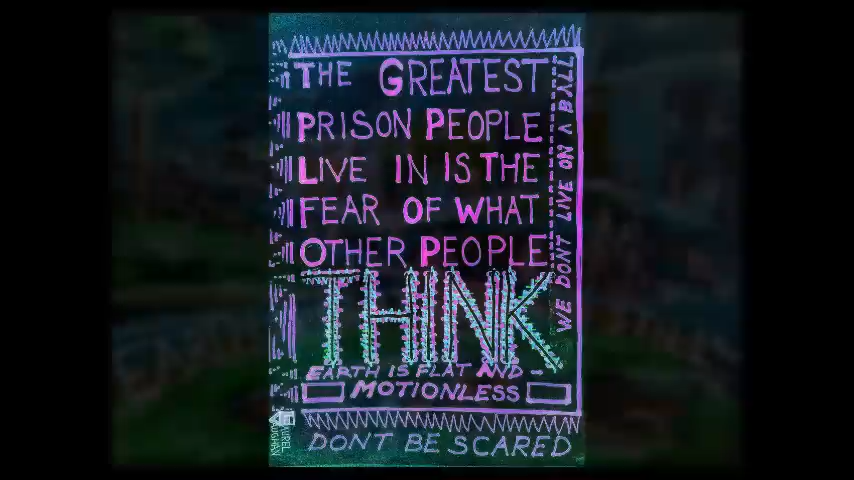 THE GREATEST
PRISON PEOPLE
LIVE IN IS THE
FEAR OF WHAT
OTHER PEOPLE
THINK
EARTH IS FLAT AND -
MOTIONLESS
DONT BE SCARED
WE DONT LIVE ON A BALL